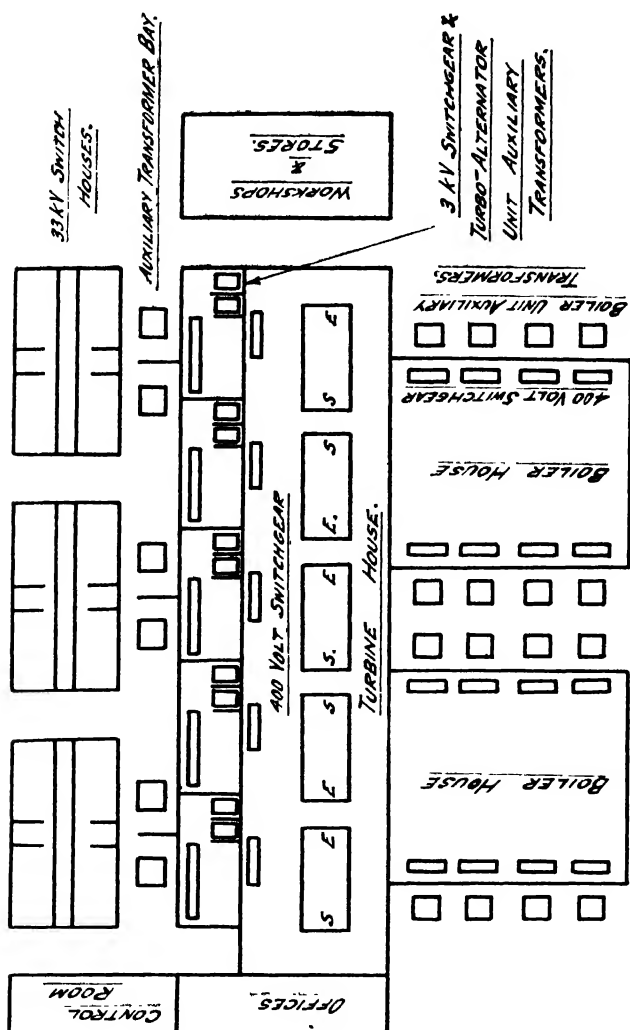 33 kV SWITCH
HOUSES.
AUXILIARY TRANSFORMER BAY.
WORKSHOPS
&
STORES.
3 kV SWITCHGEAR &
TURBO-ALTERNATOR
UNIT AUXILIARY
TRANSFORMERS.
400 VOLT SWITCHGEAR
S E
E. S
S. E
E S
S E
TURBINE HOUSE.
BOILER UNIT AUXILIARY
TRANSFORMERS.
400 VOLT SWITCHGEAR
BOILER HOUSE
BOILER HOUSE
CONTROL
ROOM
OFFICES